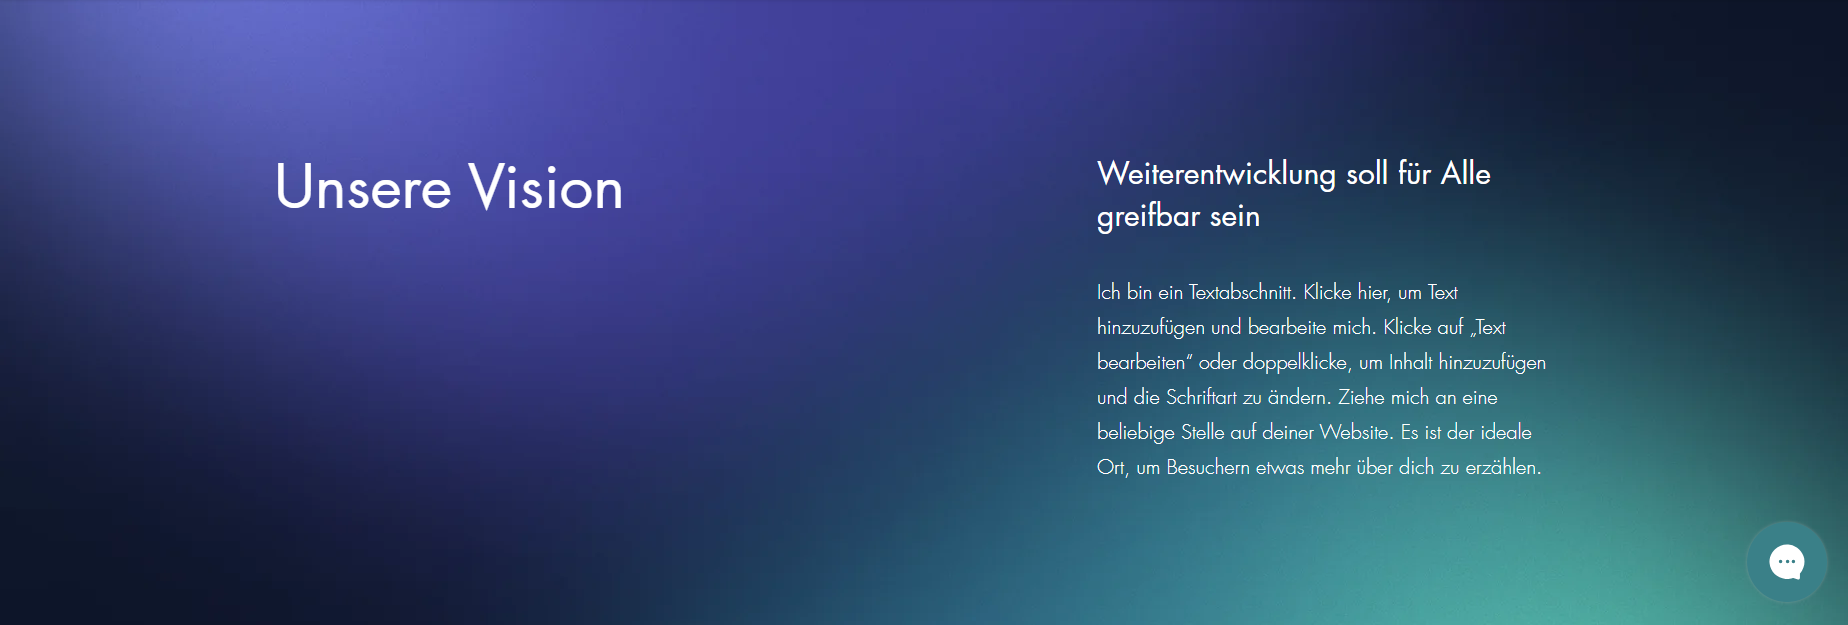 Unsere Vision
Weiterentwicklung soll für Alle
greifbar sein
Ich bin ein Textabschnitt. Klicke hier, um Text
hinzuzufügen und bearbeite mich. Klicke auf „Text
bearbeiten“ oder doppelklicke, um Inhalt hinzuzufügen
und die Schriftart zu ändern. Ziehe mich an eine
beliebige Stelle auf deiner Website. Es ist der ideale
Ort, um Besuchern etwas mehr über dich zu erzählen.